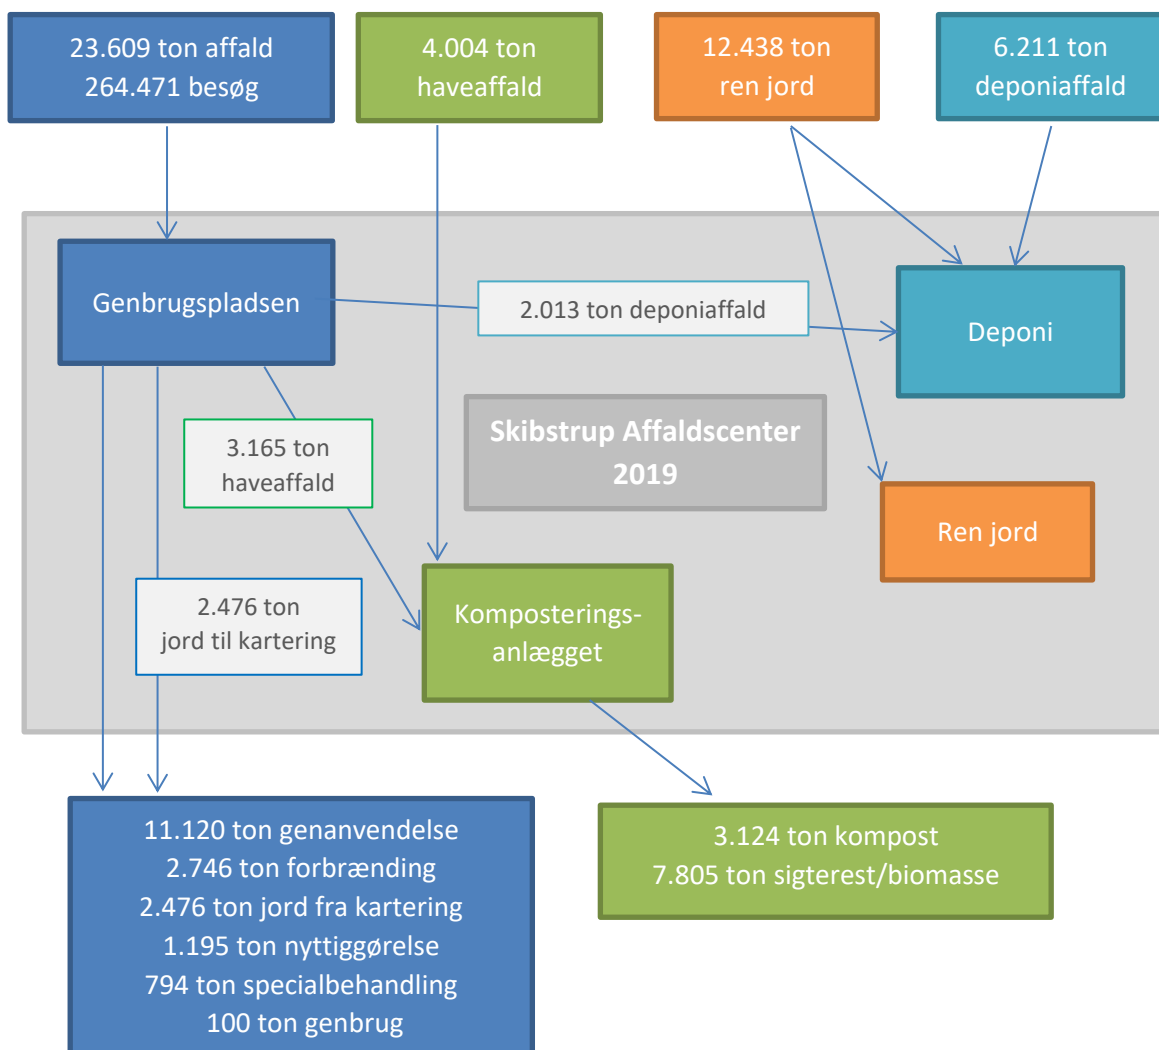 23.609 ton affald
264.471 besøg
4.004 ton
haveaffald
12.438 ton
ren jord
6.211 ton
deponiaffald
Genbrugspladsen
2.013 ton deponiaffald
Deponi
Skibstrup Affaldscenter
2019
3.165 ton
haveaffald
Ren jord
2.476 ton
jord til kartering
Komposterings-
anlægget
11.120 ton genanvendelse
2.746 ton forbrænding
2.476 ton jord fra kartering
1.195 ton nyttiggørelse
794 ton specialbehandling
100 ton genbrug
3.124 ton kompost
7.805 ton sigterest/biomasse